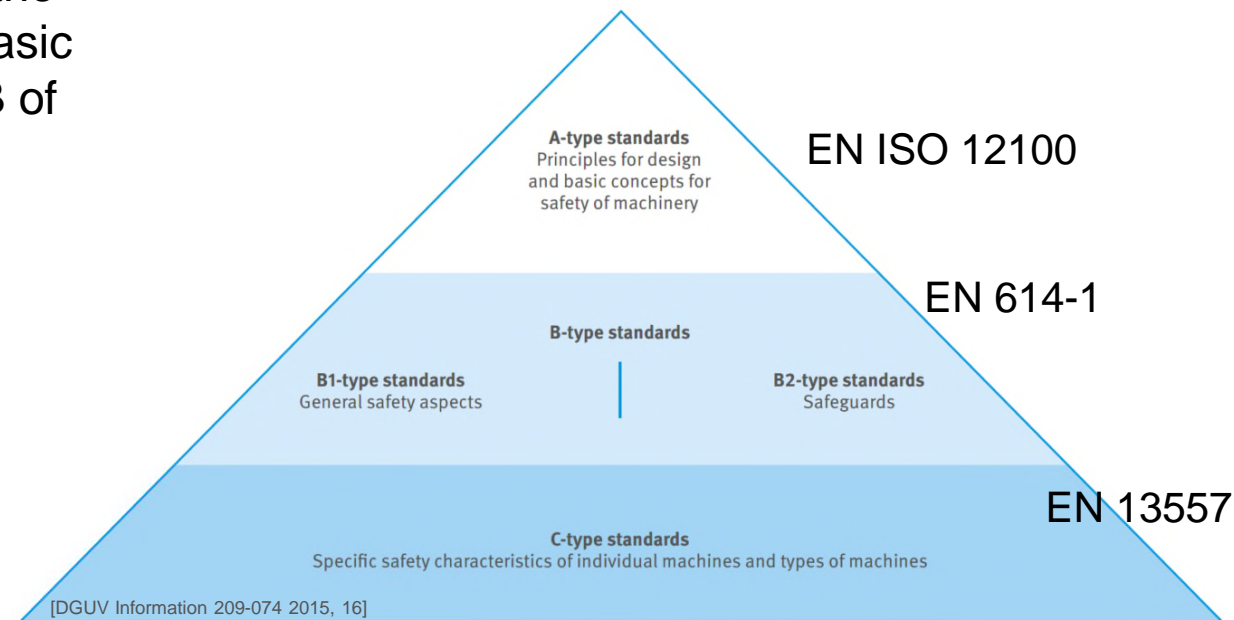 asic
3 of
A-type standards
Principles for design
and basic concepts for
safety of machinery
EN ISO 12100
EN 614-1
B-type standards
B1-type standards
General safety aspects
B2-type standards
Safeguards
EN 13557
C-type standards
Specific safety characteristics of individual machines and types of machines
[DGUV Information 209-074 2015, 16]